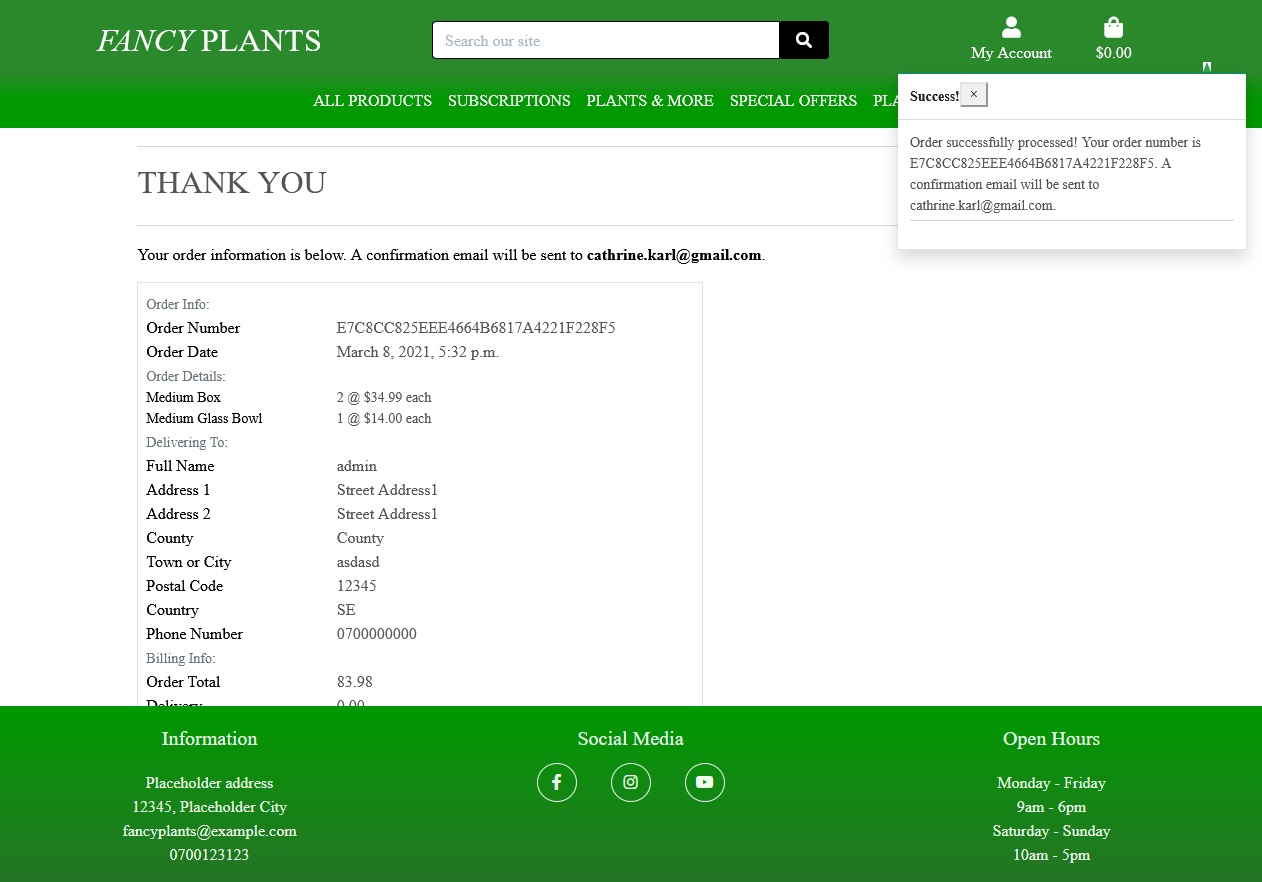 FANCY PLANTS
Search our site
My Account
$0.00
ALL PRODUCTS SUBSCRIPTIONS PLANTS & MORE SPECIAL OFFERS
Success! ×
Order successfully processed! Your order number is
E7C8CC825EEE4664B6817A4221F228F5. A
confirmation email will be sent to
cathrine.karl@gmail.com.
THANK YOU
Your order information is below. A confirmation email will be sent to cathrine.karl@gmail.com.
Order Info:
Order Number E7C8CC825EEE4664B6817A4221F228F5
Order Date March 8, 2021, 5:32 p.m.
Order Details:
Medium Box 2 @ $34.99 each
Medium Glass Bowl 1 @ $14.00 each
Delivering To:
Full Name admin
Address 1 Street Address1
Address 2 Street Address1
County County
Town or City asdasd
Postal Code 12345
Country SE
Phone Number 0700000000
Billing Info:
Order Total 83.98
Delivery 0.00
Information
Placeholder address
12345, Placeholder City
fancyplants@example.com
0700123123
Social Media
Open Hours
Monday - Friday
9am - 6pm
Saturday - Sunday
10am - 5pm